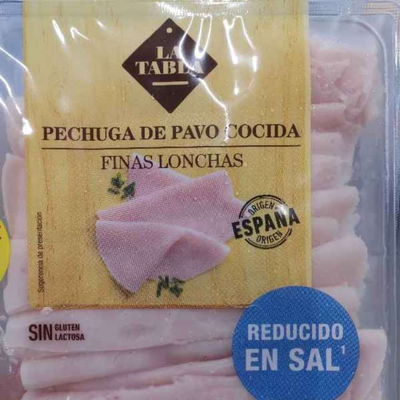 LA
TABLA
PECHUGA DE PAVO COCIDA
FINAS LONCHAS
Sugerencia de presentación
ORIGEN
ESPAÑA
ORIGEN
SIN GLUTEN
LACTOSA
REDUCIDO
EN SAL¹